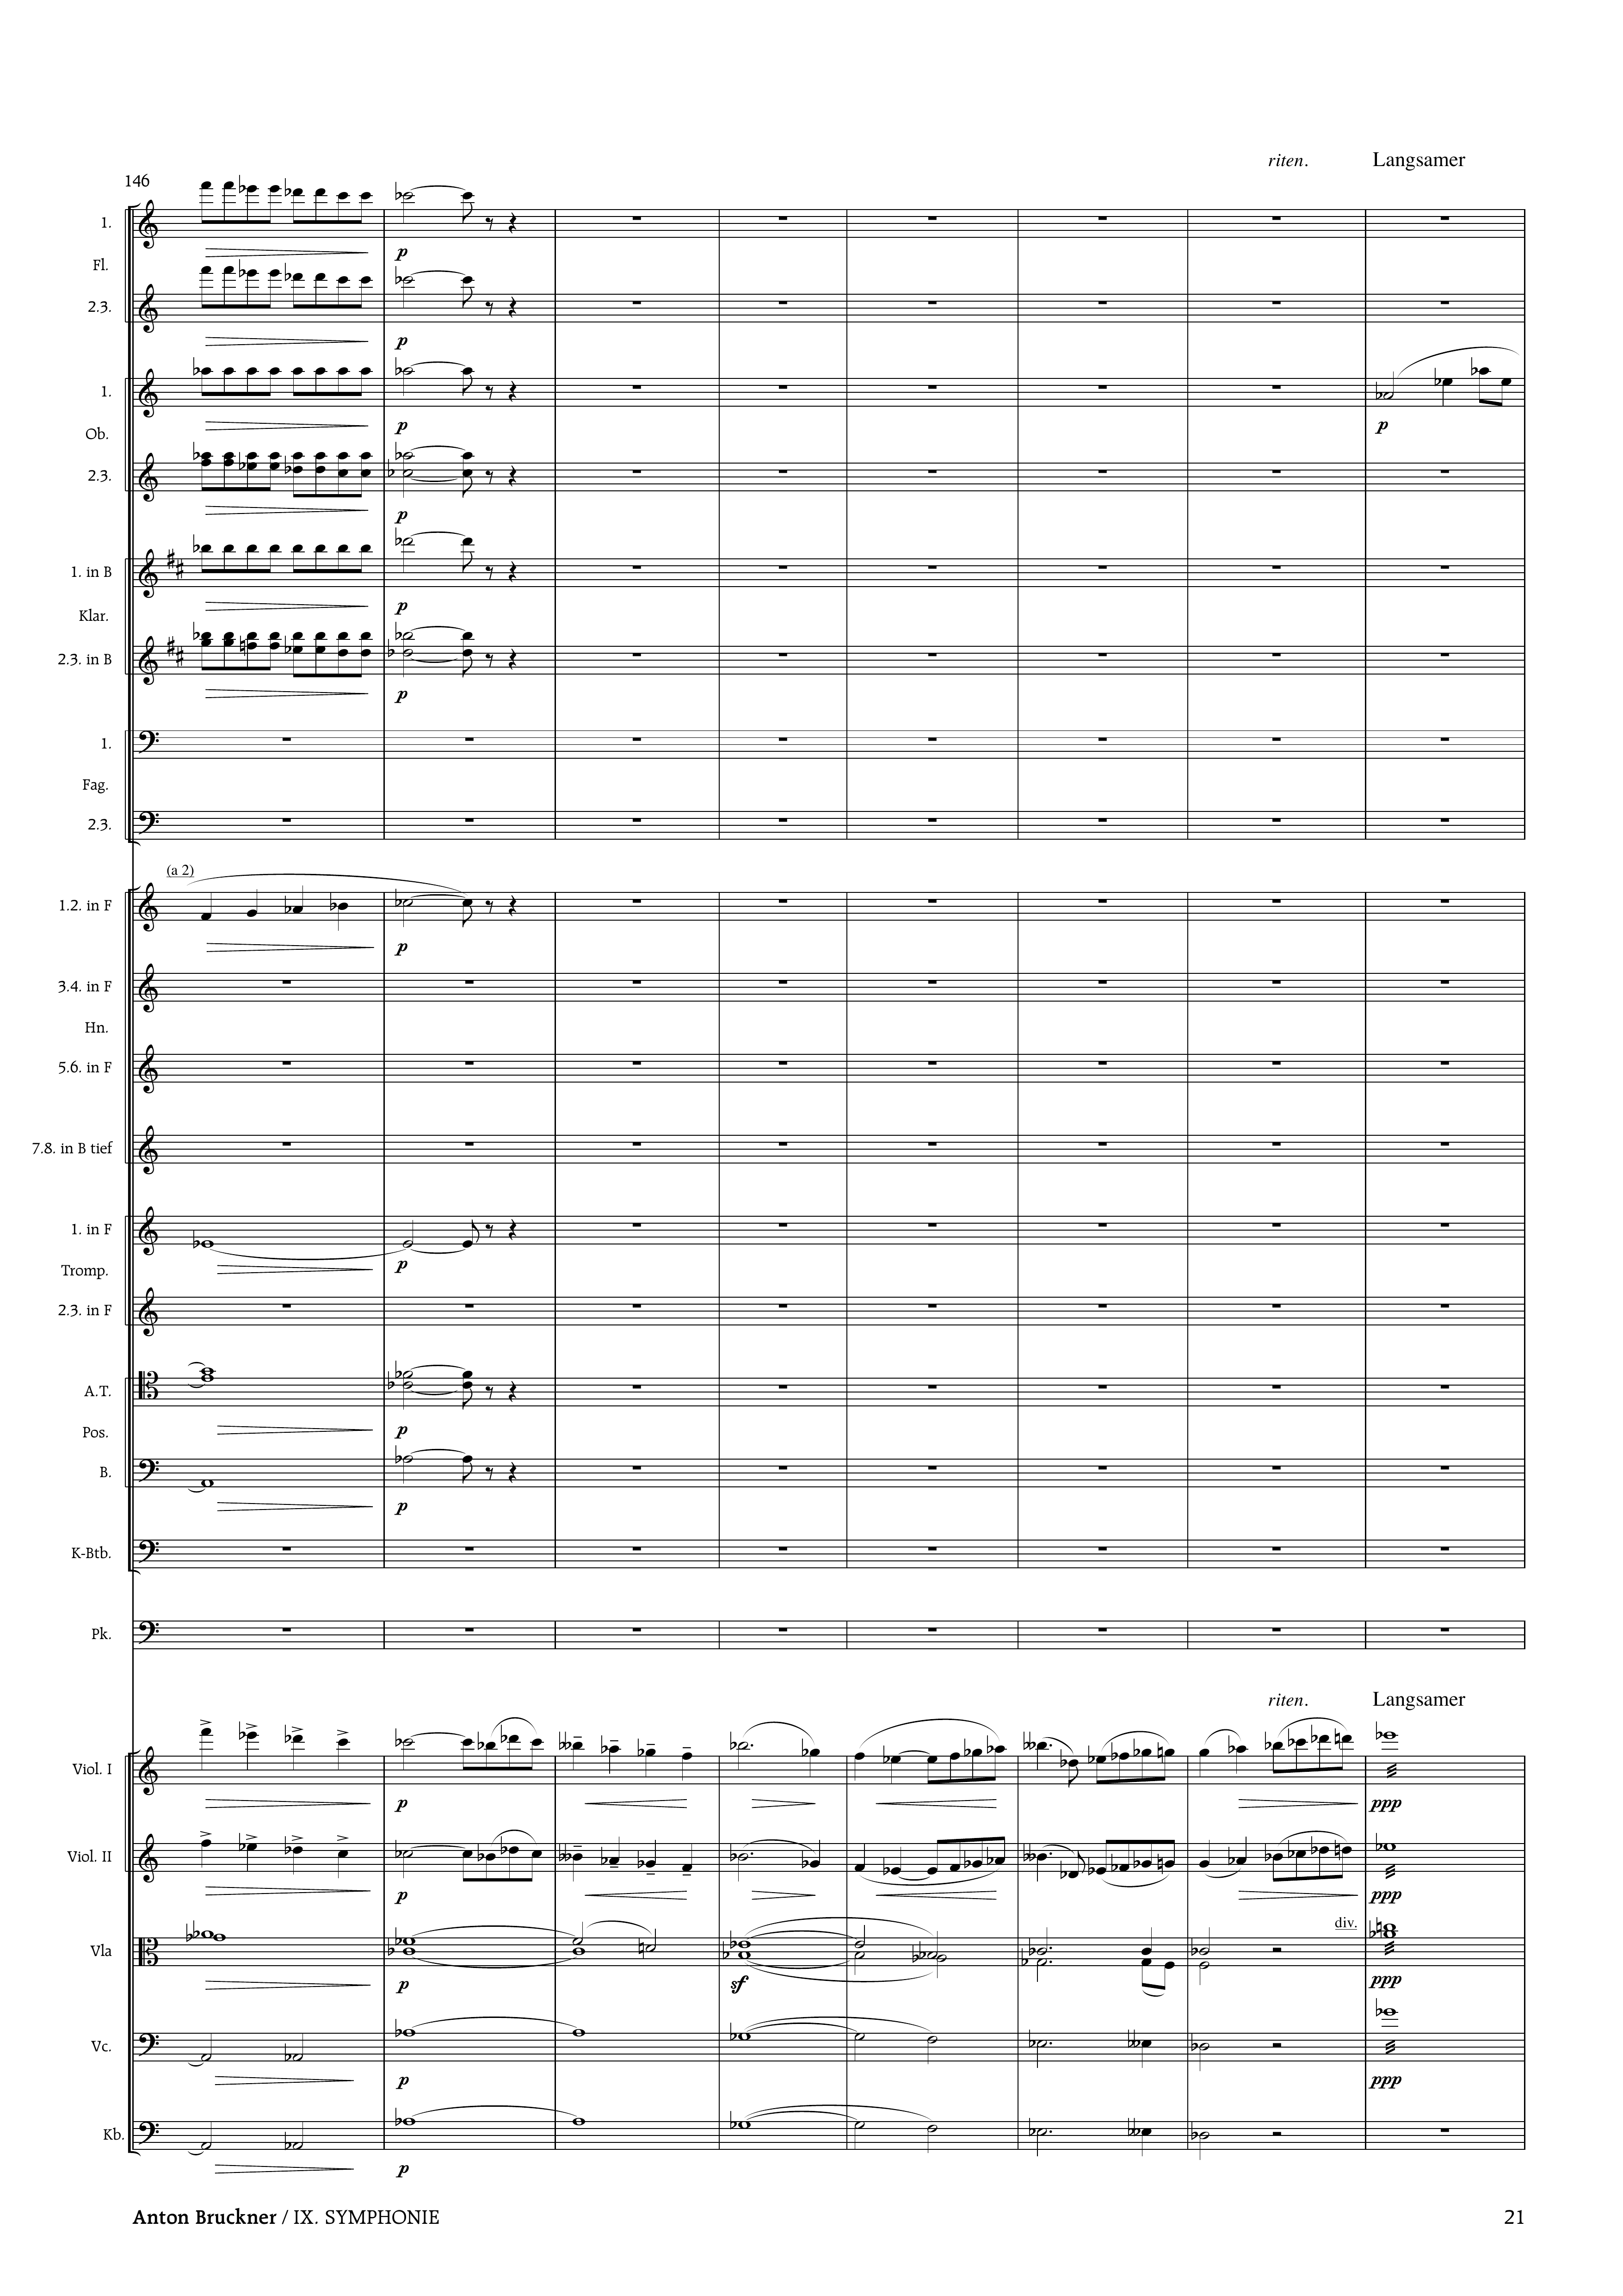 riten. Langsamer
146
1.
p
Fl.
2.3.
p
1.
p p
Ob.
2.3.
p
1. in B
p
Klar.
2.3. in B
p
1.
Fag.
2.3.
(a 2)
1.2. in F
p
3.4. in F
Hn.
5.6. in F
7.8. in B tief
1. in F
p
Tromp.
2.3. in F
A.T.
p
Pos.
B.
p
K-Btb.
Pk.
riten. Langsamer
Viol. I
p ppp
Viol. II
p ppp
div.
Vla
p sf ppp
Vc.
p ppp
Kb.
p
Anton Bruckner / IX. SYMPHONIE 21